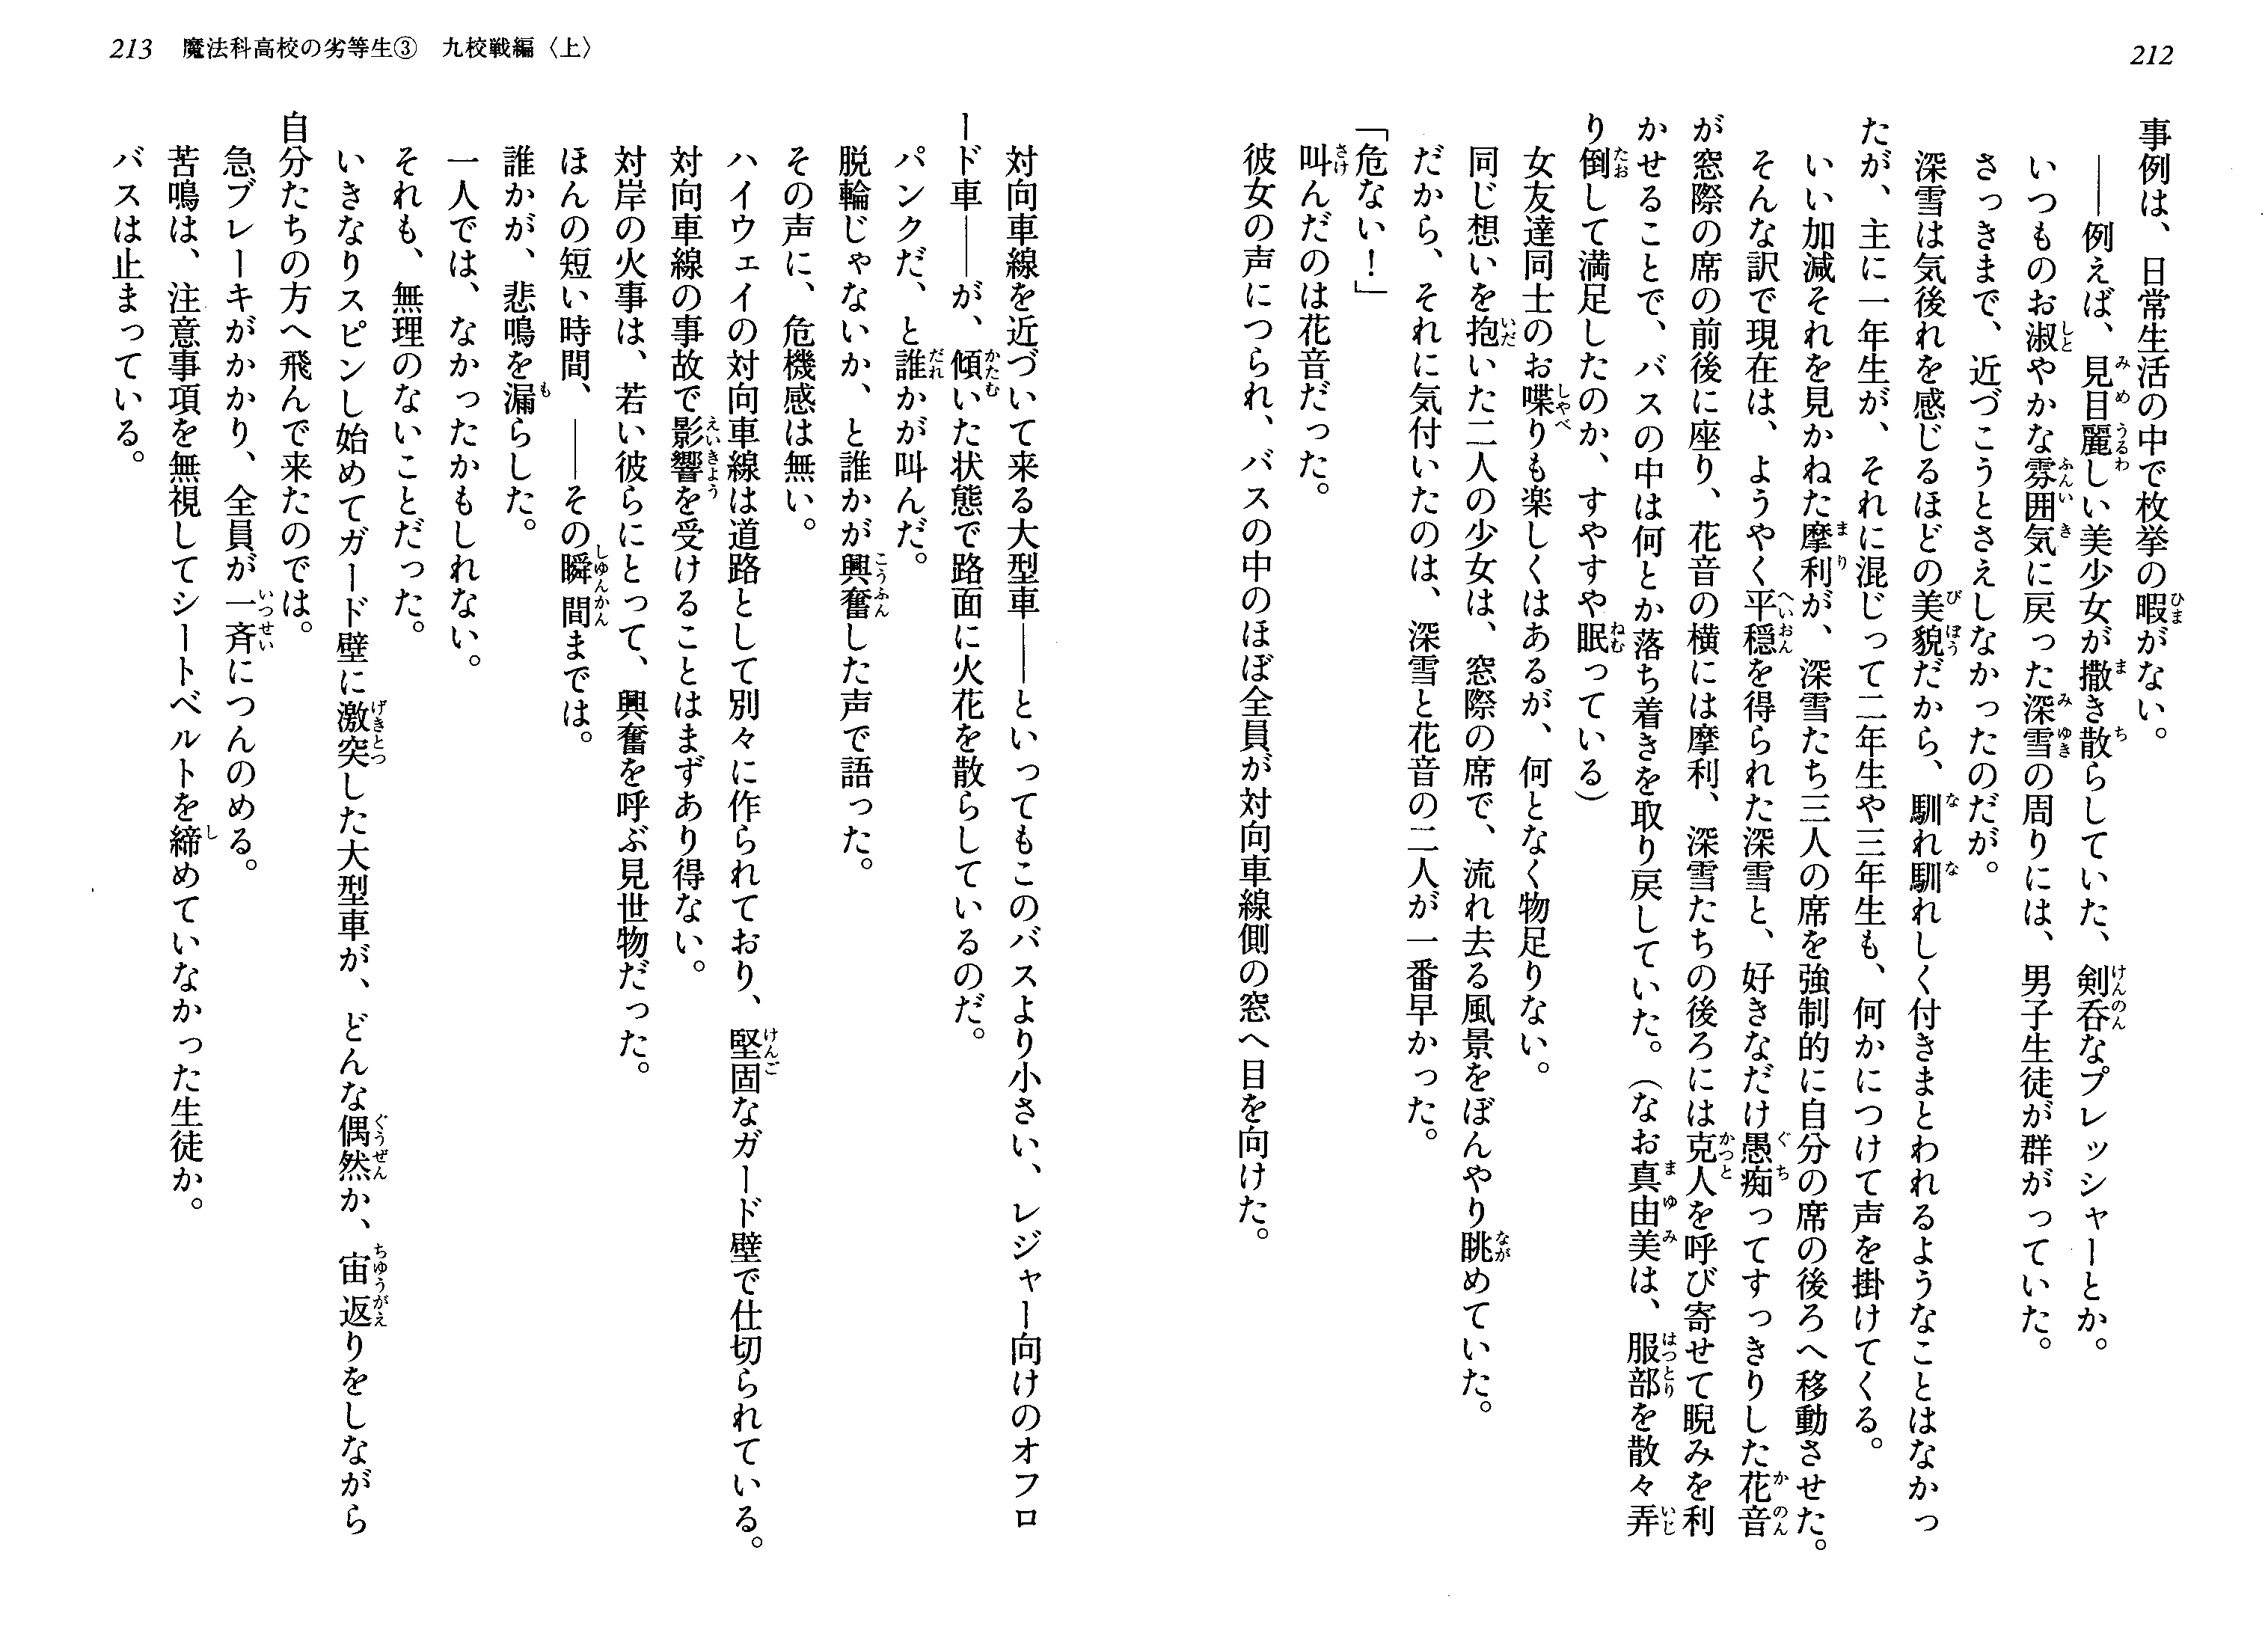 212
事例は、日常生活の中で枚挙の暇がない。
――例えば、見目麗しい美少女が撒き散らしていた、剣呑なプレッシャーとか。
いつものお淑やかな雰囲気に戻った深雪の周りには、男子生徒が群がっていた。
さっきまで、近づこうとさえしなかったのだが。
深雪は気後れを感じるほどの美貌だから、馴れ馴れしく付きまとわれるようなことはなかっ
たが、主に一年生が、それに混じって二年生や三年生も、何かにつけて声を掛けてくる。
いい加減それを見かねた摩利が、深雪たち三人の席を強制的に自分の席の後ろへ移動させた。
そんな訳で現在は、ようやく平穏を得られた深雪と、好きなだけ愚痴ってすっきりした花音
が窓際の席の前後に座り、花音の横には摩利、深雪たちの後ろには克人を呼び寄せて睨みを利
かせることで、バスの中は何とか落ち着きを取り戻していた。（なお真由美は、服部を散々弄
り倒して満足したのか、すやすや眠っている）
女友達同士のお喋りも楽しくはあるが、何となく物足りない。
同じ想いを抱いた二人の少女は、窓際の席で、流れ去る風景をぼんやり眺めていた。
だから、それに気付いたのは、深雪と花音の二人が一番早かった。
「危ない！」
叫んだのは花音だった。
彼女の声につられ、バスの中のほぼ全員が対向車線側の窓へ目を向けた。
213 魔法科高校の劣等生③ 九校戦編〈上〉
対向車線を近づいて来る大型車――といってもこのバスより小さい、レジャー向けのオフロ
ード車――が、傾いた状態で路面に火花を散らしているのだ。
パンクだ、と誰かが叫んだ。
脱輪じゃないか、と誰かが興奮した声で語った。
その声に、危機感は無い。
ハイウェイの対向車線は道路として別々に作られており、堅固なガード壁で仕切られている。
対向車線の事故で影響を受けることはまずあり得ない。
対岸の火事は、若い彼らにとって、興奮を呼ぶ見世物だった。
ほんの短い時間、――その瞬間までは。
誰かが、悲鳴を漏らした。
一人では、なかったかもしれない。
それも、無理のないことだった。
いきなりスピンし始めてガード壁に激突した大型車が、どんな偶然か、宙返りをしながら
自分たちの方へ飛んで来たのでは。
急ブレーキがかかり、全員が一斉につんのめる。
苦鳴は、注意事項を無視してシートベルトを締めていなかった生徒か。
バスは止まっている。